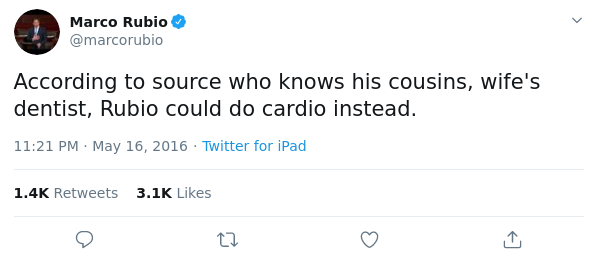 Marco Rubio
@marcorubio
According to source who knows his cousins, wife's
dentist, Rubio could do cardio instead.
11:21 PM · May 16, 2016 · Twitter for iPad
1.4K Retweets 3.1K Likes